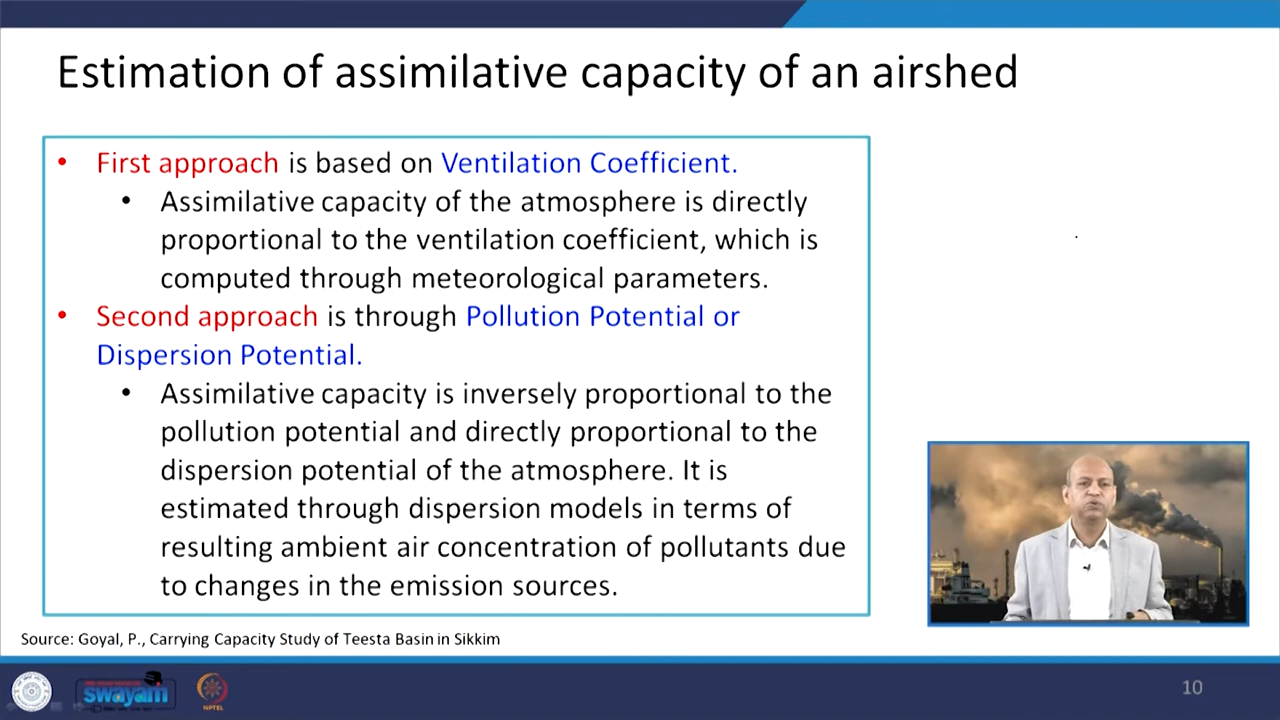 Estimation of assimilative capacity of an airshed
• First approach is based on Ventilation Coefficient.
• Assimilative capacity of the atmosphere is directly
proportional to the ventilation coefficient, which is
computed through meteorological parameters.
• Second approach is through Pollution Potential or
Dispersion Potential.
• Assimilative capacity is inversely proportional to the
pollution potential and directly proportional to the
dispersion potential of the atmosphere. It is
estimated through dispersion models in terms of
resulting ambient air concentration of pollutants due
to changes in the emission sources.
Source: Goyal, P., Carrying Capacity Study of Teesta Basin in Sikkim
swayam
NPTEL
10